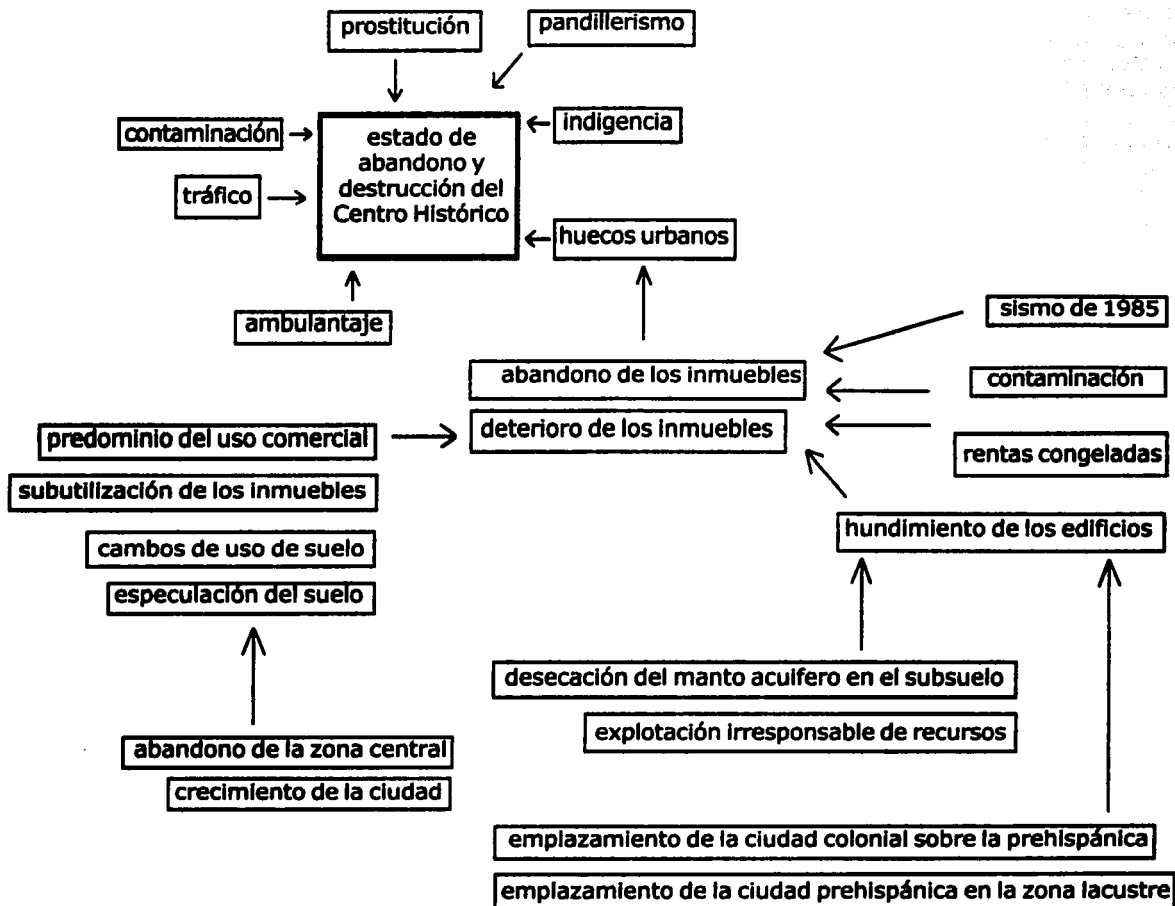 prostitución
pandillerismo
contaminación
estado de
abandono y
destrucción del
Centro Histórico
indigencia
tráfico
huecos urbanos
ambulantaje
sismo de 1985
abandono de los inmuebles
contaminación
predominio del uso comercial
deterioro de los inmuebles
rentas congeladas
subutilización de los inmuebles
hundimiento de los edificios
cambos de uso de suelo
especulación del suelo
desecación del manto acuifero en el subsuelo
explotación irresponsable de recursos
abandono de la zona central
crecimiento de la ciudad
emplazamiento de la ciudad colonial sobre la prehispánica
emplazamiento de la ciudad prehispánica en la zona lacustre